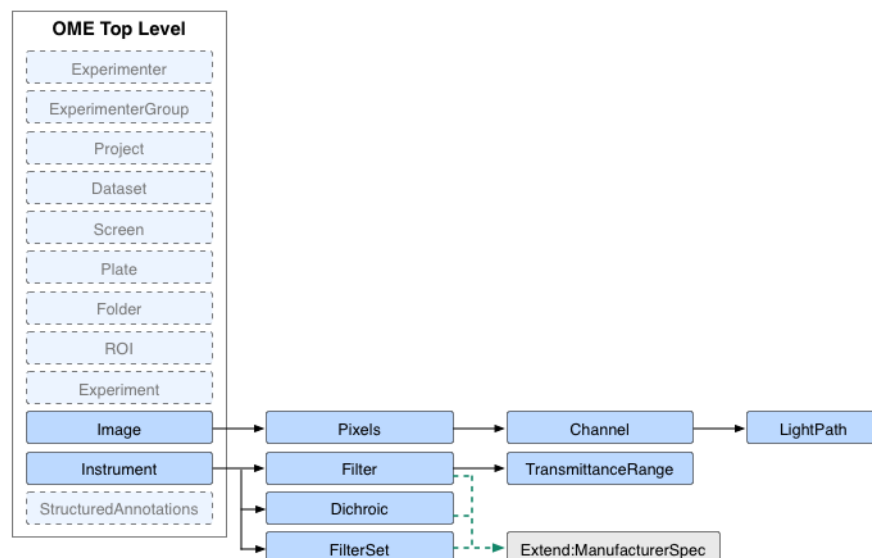 OME Top Level
Experimenter
ExperimenterGroup
Project
Dataset
Screen
Plate
Folder
ROI
Experiment
Image
Pixels
Channel
LightPath
Instrument
Filter
TransmittanceRange
StructuredAnnotations
Dichroic
FilterSet
Extend:ManufacturerSpec